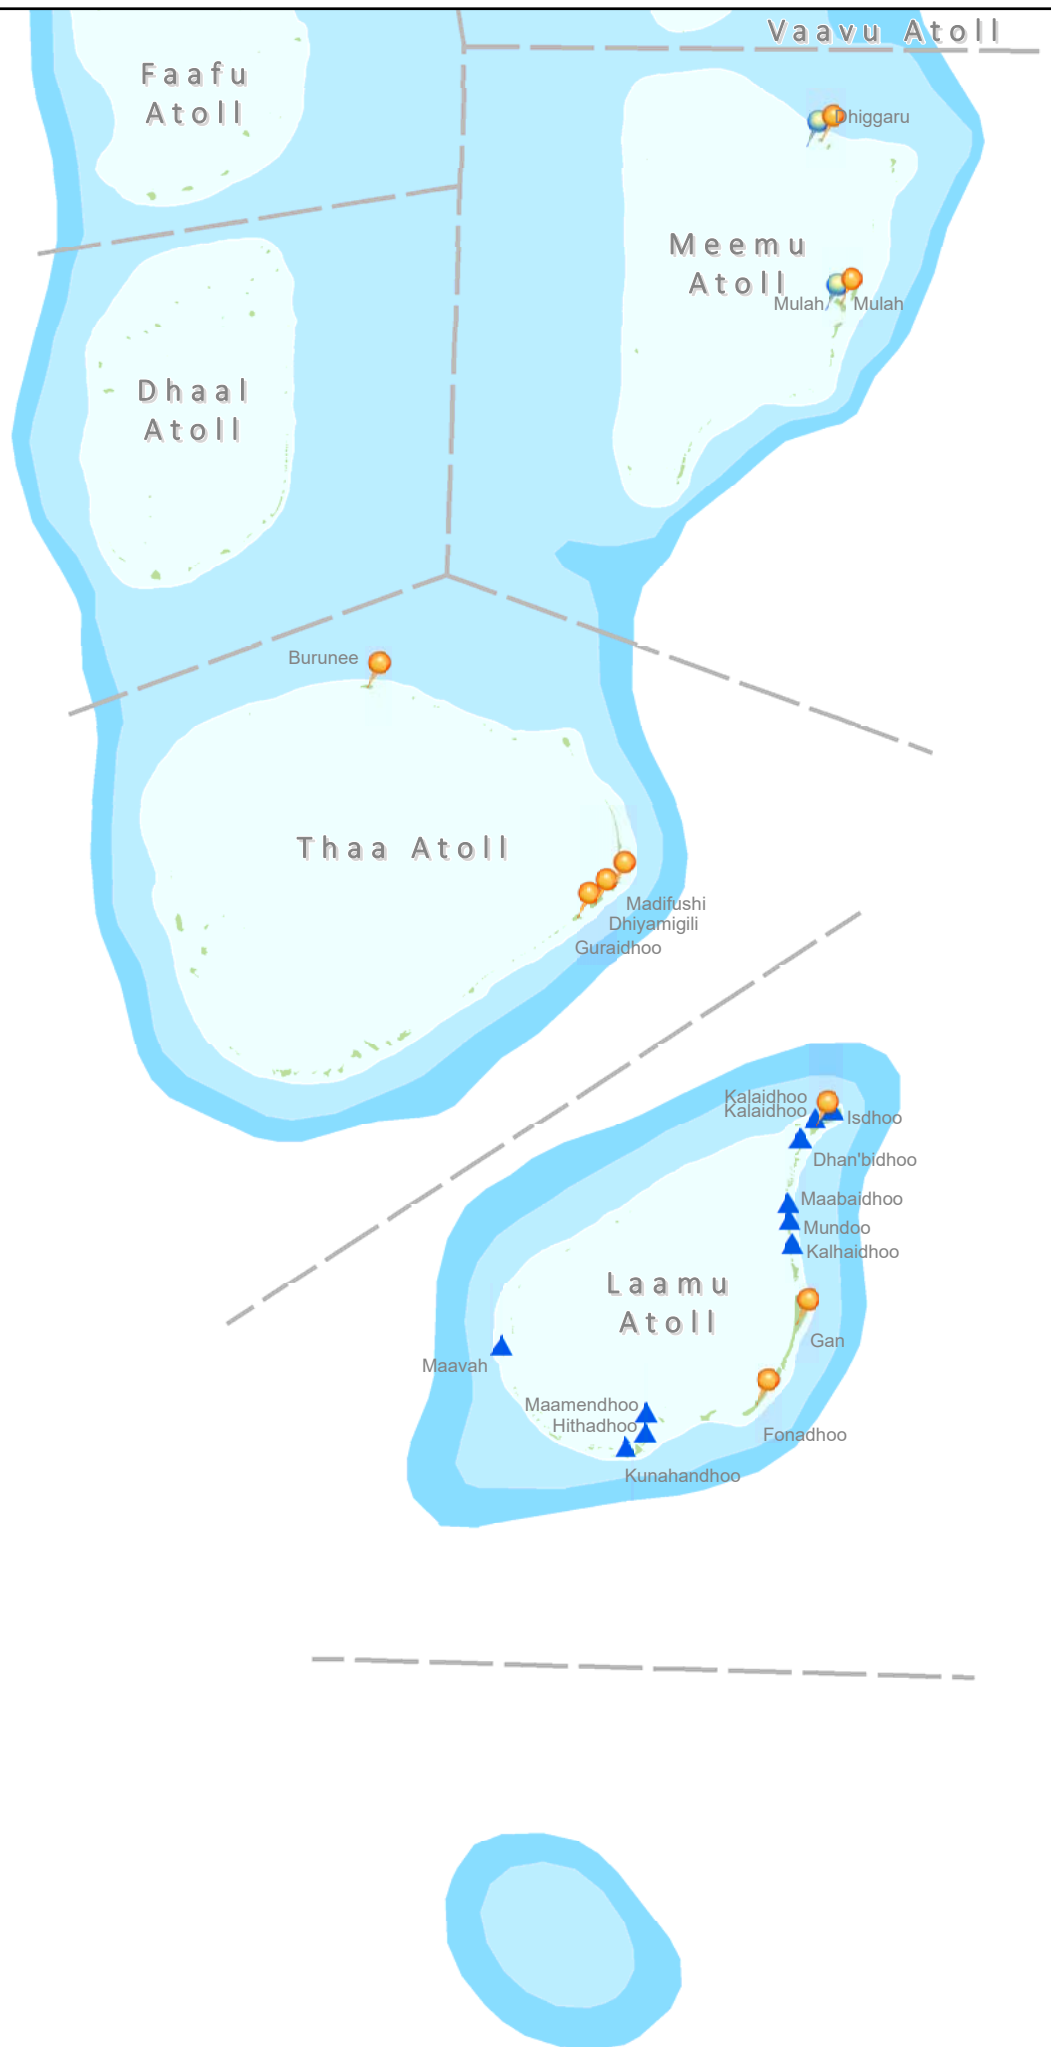 Vaavu Atoll
Faafu
Atoll
Dhiggaru
Meemu
Atoll
Mulah
Mulah
Dhaal
Atoll
Burunee
Thaa Atoll
Madifushi
Dhiyamigili
Guraidhoo
Kalaidhoo
Kalaidhoo
Isdhoo
Dhan'bidhoo
Maabaidhoo
Mundoo
Kalhaidhoo
Laamu
Atoll
Gan
Maavah
Maamendhoo
Hithadhoo
Fonadhoo
Kunahandhoo